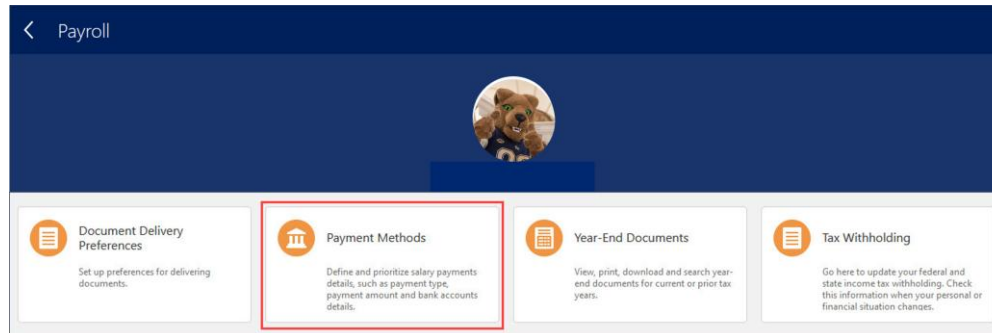 Payroll
Document Delivery
Preferences
Set up preferences for delivering
documents.
Payment Methods
Define and prioritize salary payments
details, such as payment type,
payment amount and bank accounts
details.
Year-End Documents
View, print, download and search year-
end documents for current or prior tax
years.
Tax Withholding
Go here to update your federal and
state income tax withholding. Check
this information when your personal or
financial situation changes.